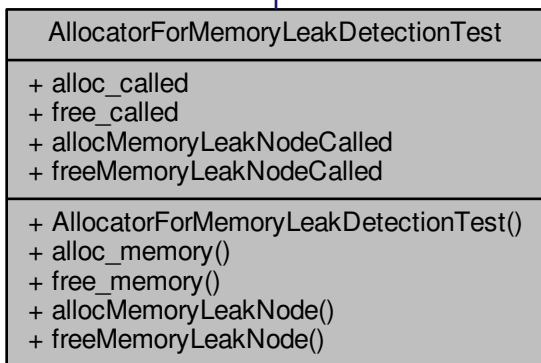 AllocatorForMemoryLeakDetectionTest
+ alloc_called
+ free_called
+ allocMemoryLeakNodeCalled
+ freeMemoryLeakNodeCalled
+ AllocatorForMemoryLeakDetectionTest()
+ alloc_memory()
+ free_memory()
+ allocMemoryLeakNode()
+ freeMemoryLeakNode()